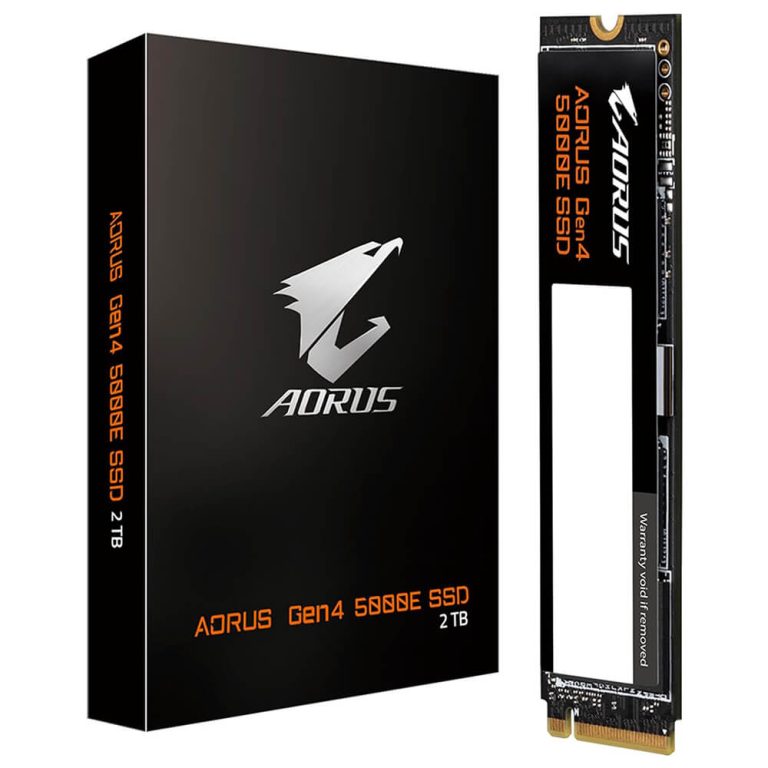 AORUS Gen4 5000E SSD 2 TB
AORUS
AORUS Gen4 5000E SSD
2 TB
AORUS
AORUS Gen4
5000E SSD
Warranty void if removed